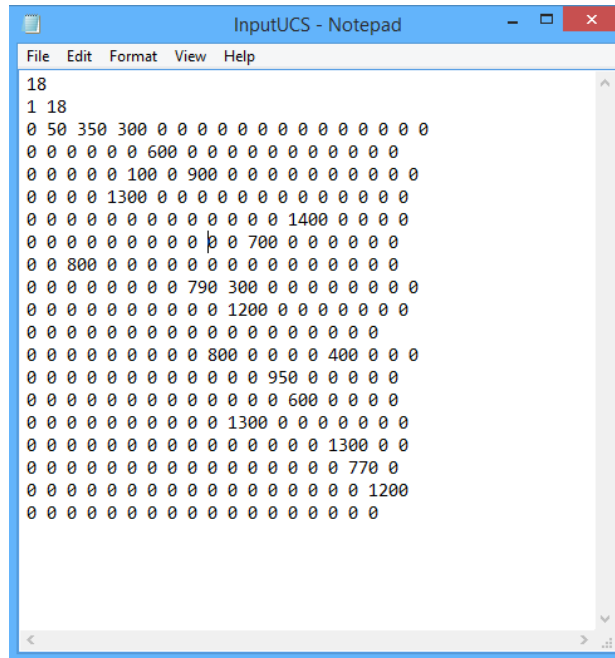 InputUCS - Notepad
File Edit Format View Help
18
1 18
0 50 350 300 0 0 0 0 0 0 0 0 0 0 0 0 0 0
0 0 0 0 0 0 600 0 0 0 0 0 0 0 0 0 0 0
0 0 0 0 0 100 0 900 0 0 0 0 0 0 0 0 0 0
0 0 0 0 1300 0 0 0 0 0 0 0 0 0 0 0 0 0
0 0 0 0 0 0 0 0 0 0 0 0 0 1400 0 0 0 0
0 0 0 0 0 0 0 0 0 0 0 700 0 0 0 0 0 0
0 0 800 0 0 0 0 0 0 0 0 0 0 0 0 0 0 0
0 0 0 0 0 0 0 0 790 300 0 0 0 0 0 0 0 0
0 0 0 0 0 0 0 0 0 0 1200 0 0 0 0 0 0 0
0 0 0 0 0 0 0 0 0 0 0 0 0 0 0 0 0 0
0 0 0 0 0 0 0 0 0 800 0 0 0 0 400 0 0 0
0 0 0 0 0 0 0 0 0 0 0 0 950 0 0 0 0 0
0 0 0 0 0 0 0 0 0 0 0 0 0 600 0 0 0 0
0 0 0 0 0 0 0 0 0 0 1300 0 0 0 0 0 0 0
0 0 0 0 0 0 0 0 0 0 0 0 0 0 0 1300 0 0
0 0 0 0 0 0 0 0 0 0 0 0 0 0 0 0 770 0
0 0 0 0 0 0 0 0 0 0 0 0 0 0 0 0 0 1200
0 0 0 0 0 0 0 0 0 0 0 0 0 0 0 0 0 0